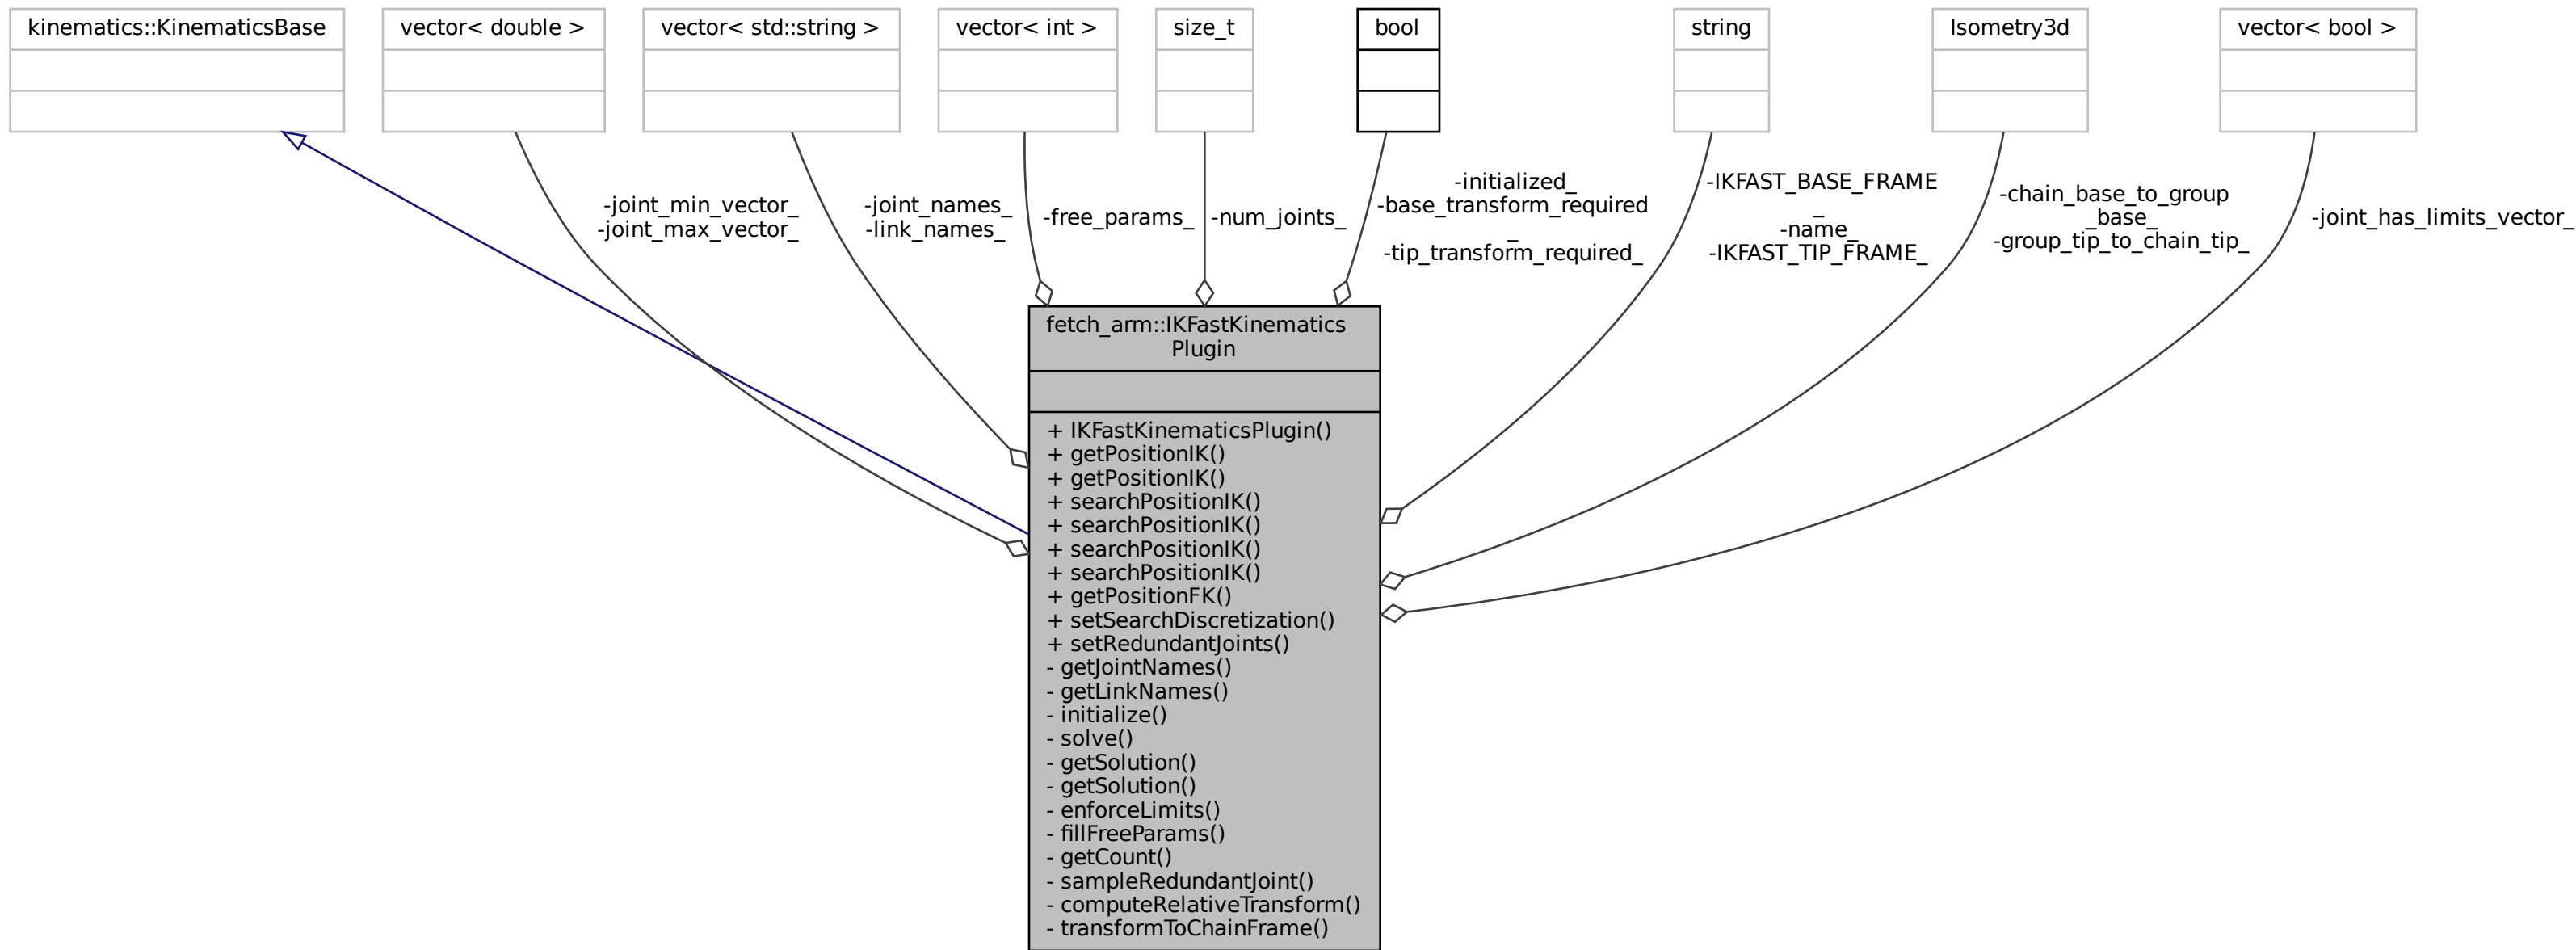 kinematics::KinematicsBase
vector< double >
vector< std::string >
vector< int >
size_t
bool
string
Isometry3d
vector< bool >
-joint_min_vector_
-joint_max_vector_
-joint_names_
-link_names_
-free_params_
-num_joints_
-initialized_
-base_transform_required
_
-tip_transform_required_
-IKFAST_BASE_FRAME
_
-name_
-IKFAST_TIP_FRAME_
-chain_base_to_group
_base_
-group_tip_to_chain_tip_
-joint_has_limits_vector_
fetch_arm::IKFastKinematics
Plugin
+ IKFastKinematicsPlugin()
+ getPositionIK()
+ getPositionIK()
+ searchPositionIK()
+ searchPositionIK()
+ searchPositionIK()
+ searchPositionIK()
+ getPositionFK()
+ setSearchDiscretization()
+ setRedundantJoints()
- getJointNames()
- getLinkNames()
- initialize()
- solve()
- getSolution()
- getSolution()
- enforceLimits()
- fillFreeParams()
- getCount()
- sampleRedundantJoint()
- computeRelativeTransform()
- transformToChainFrame()